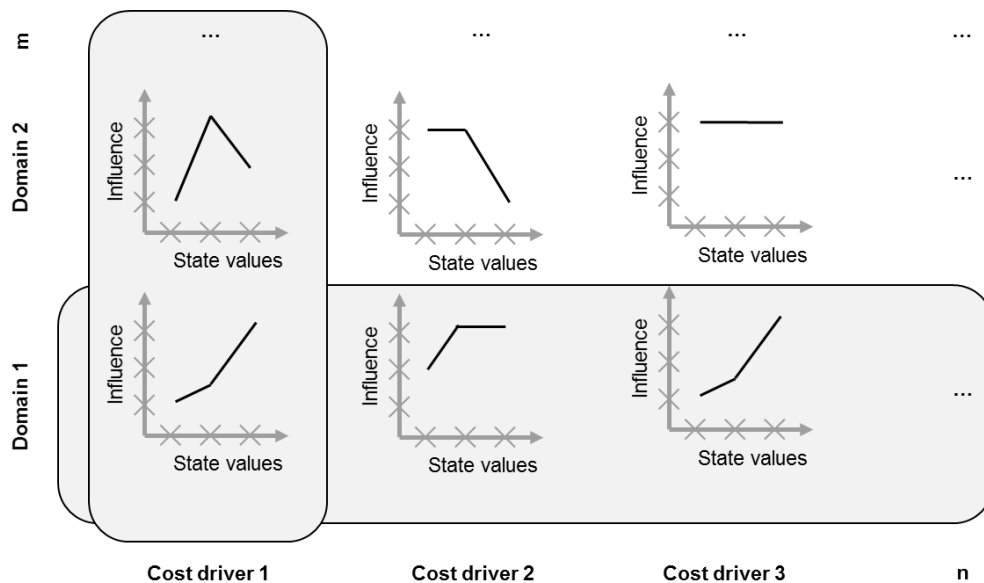 m
...
...
...
...
Domain 2
Influence
State values
Influence
State values
Influence
State values
...
Domain 1
Influence
State values
Influence
State values
Influence
State values
...
Cost driver 1
Cost driver 2
Cost driver 3
n